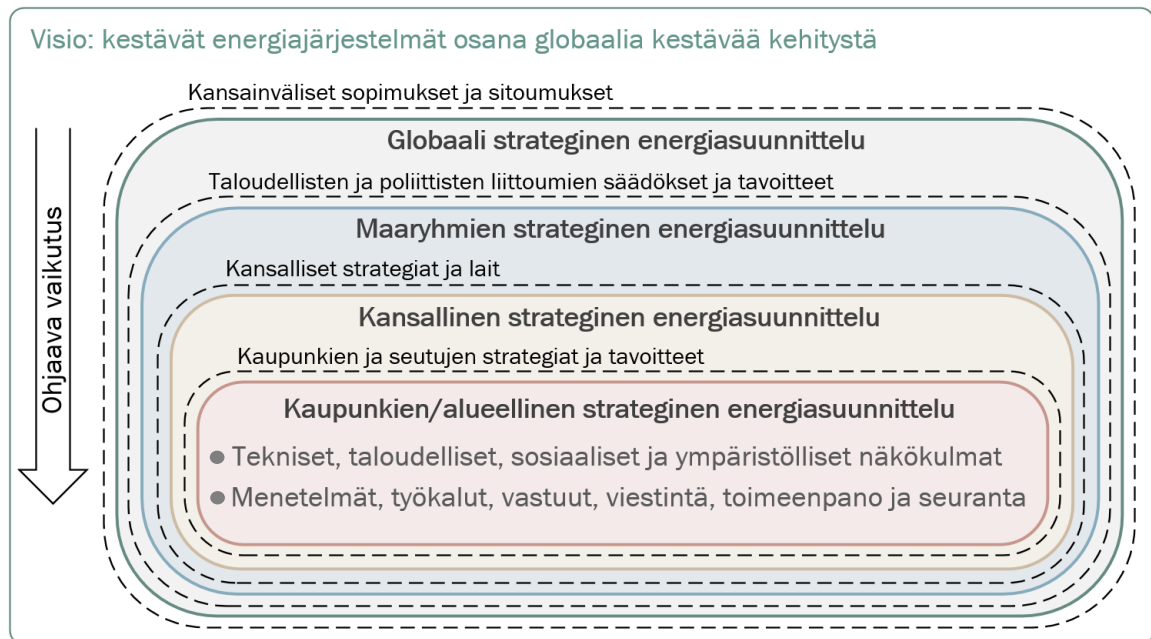 Visio: kestävät energiajärjestelmät osana globaalia kestävää kehitystä
Kansainväliset sopimukset ja sitoumukset
Globaali strateginen energiasuunnittelu
Taloudellisten ja poliittisten liittoumien säädökset ja tavoitteet
Maaryhmien strateginen energiasuunnittelu
Kansalliset strategiat ja lait
Kansallinen strateginen energiasuunnittelu
Kaupunkien ja seutujen strategiat ja tavoitteet
Kaupunkien/alueellinen strateginen energiasuunnittelu
● Tekniset, taloudelliset, sosiaaliset ja ympäristölliset näkökulmat
● Menetelmät, työkalut, vastuut, viestintä, toimeenpano ja seuranta
Ohjaava vaikutus